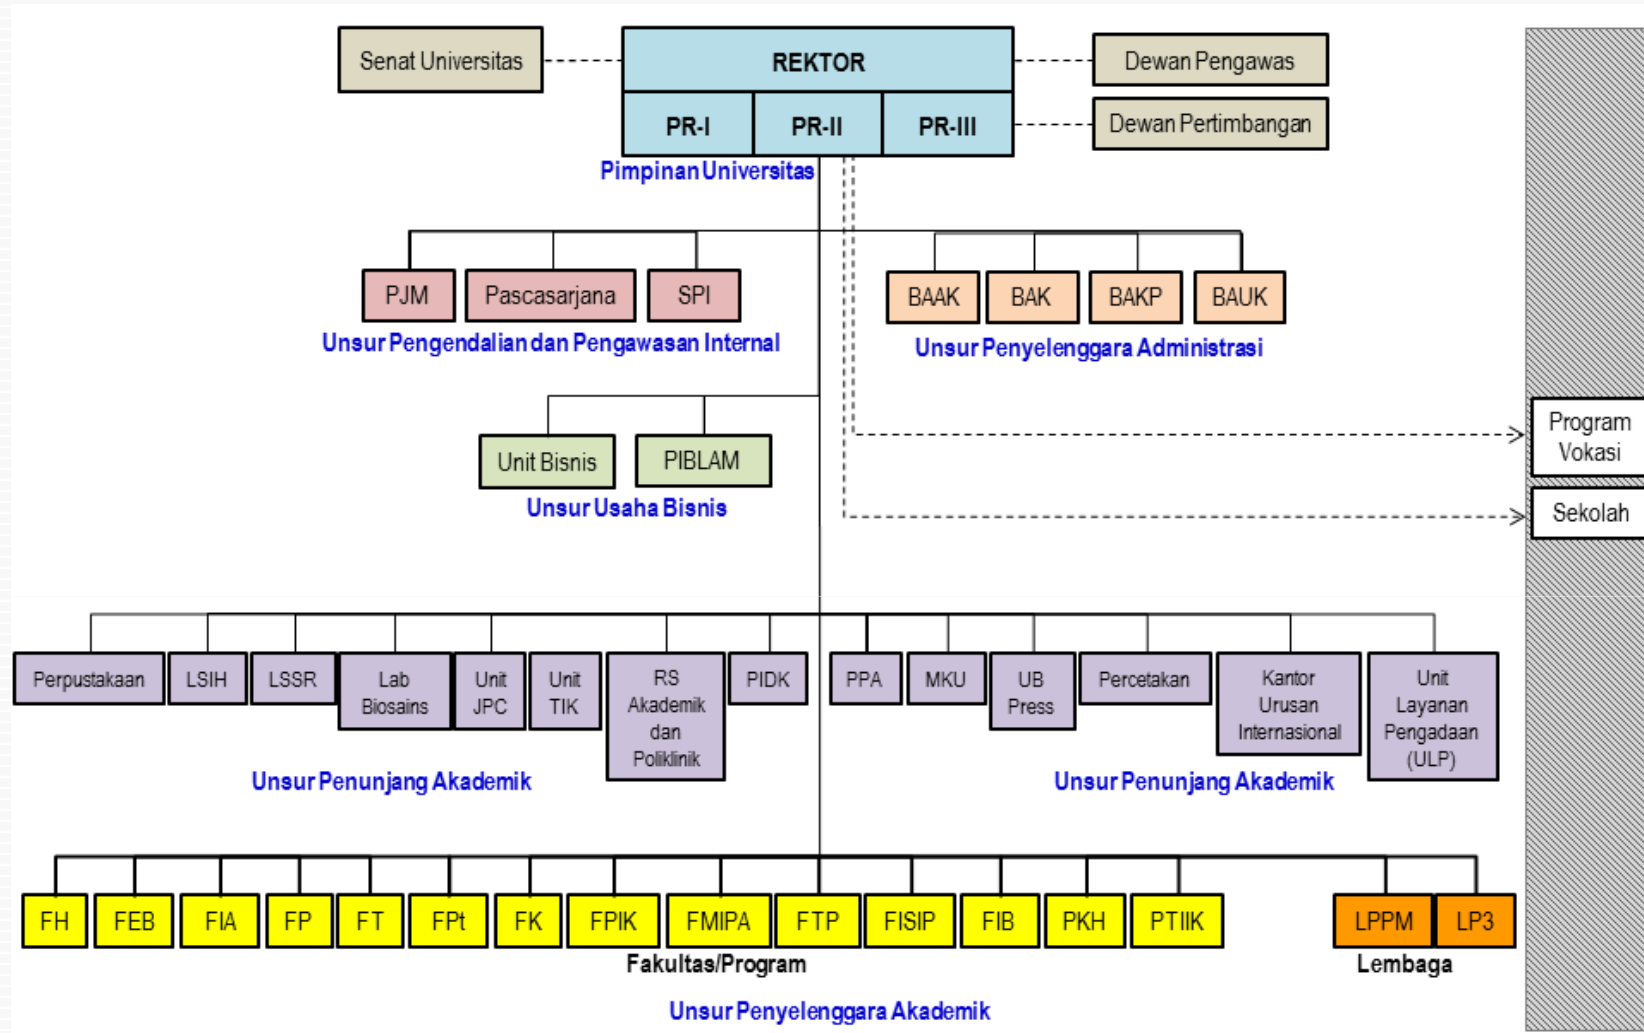 Senat Universitas
REKTOR
Dewan Pengawas
PR-I
PR-II
PR-III
Dewan Pertimbangan
Pimpinan Universitas
PJM
Pascasarjana
SPI
BAAK
BAK
BAKP
BAUK
Unsur Pengendalian dan Pengawasan Internal
Unsur Penyelenggara Administrasi
Unit Bisnis
PIBLAM
Unsur Usaha Bisnis
Program
Vokasi
Sekolah
Perpustakaan
LSIH
LSSR
Lab
Biosains
Unit
JPC
Unit
TIK
RS
Akademik
dan
Poliklinik
PIDK
PPA
MKU
UB
Press
Percetakan
Kantor
Urusan
Internasional
Unit
Layanan
Pengadaan
(ULP)
Unsur Penunjang Akademik
Unsur Penunjang Akademik
FH
FEB
FIA
FP
FT
FPt
FK
FPIK
FMIPA
FTP
FISIP
FIB
PKH
PTIIK
LPPM
LP3
Fakultas/Program
Lembaga
Unsur Penyelenggara Akademik